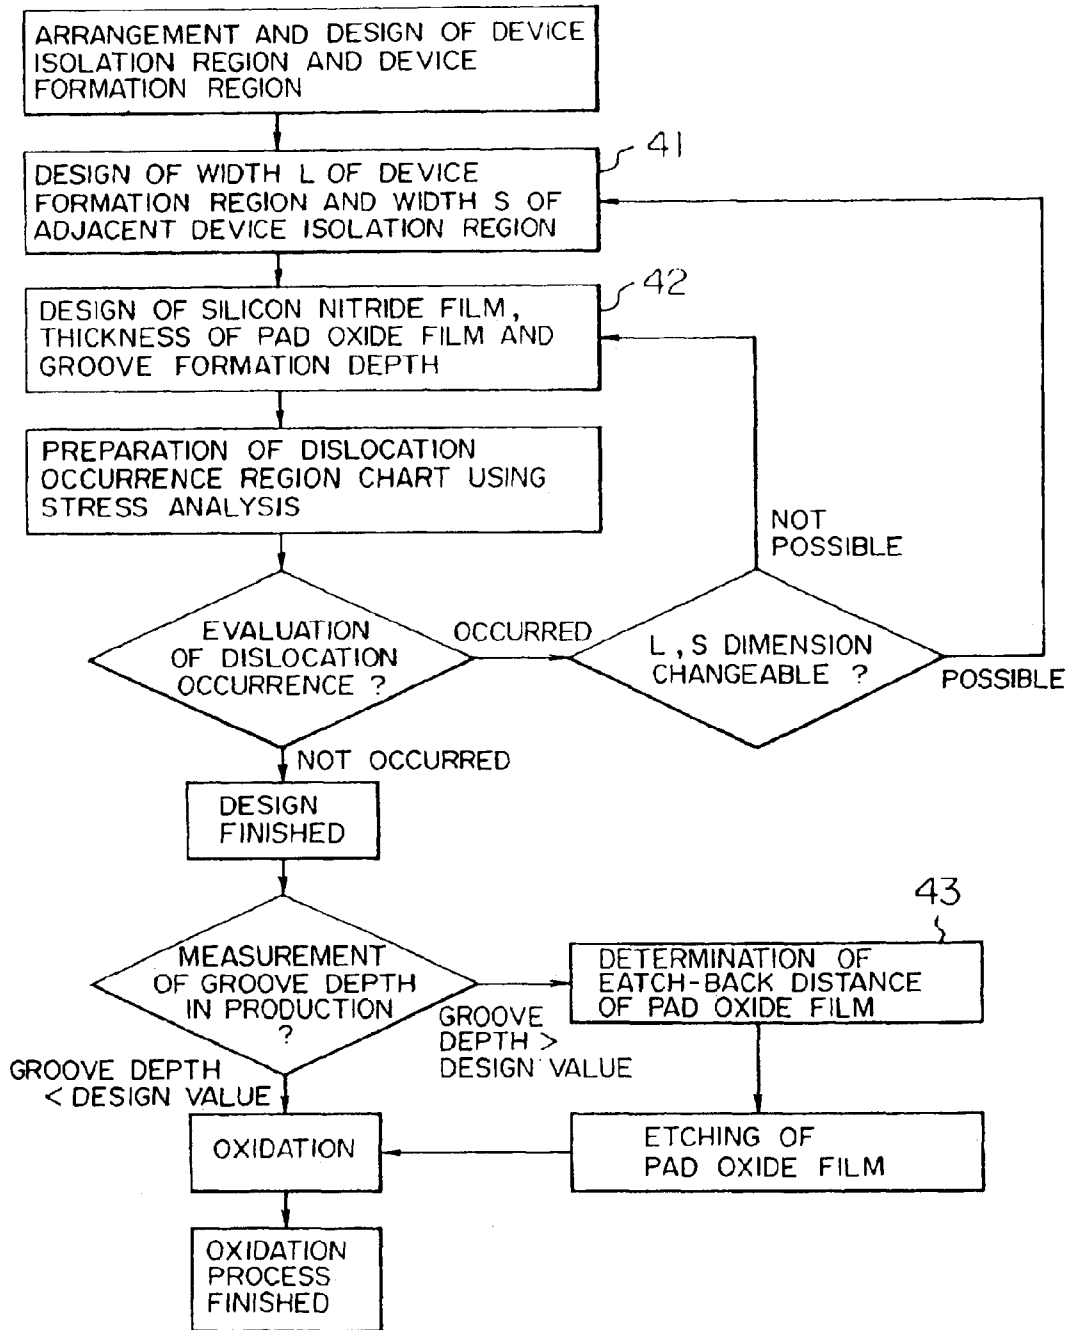 ARRANGEMENT AND DESIGN OF DEVICE
ISOLATION REGION AND DEVICE
FORMATION REGION
41
DESIGN OF WIDTH L OF DEVICE
FORMATION REGION AND WIDTH S OF
ADJACENT DEVICE ISOLATION REGION
42
DESIGN OF SILICON NITRIDE FILM,
THICKNESS OF PAD OXIDE FILM AND
GROOVE FORMATION DEPTH
PREPARATION OF DISLOCATION
OCCURRENCE REGION CHART USING
STRESS ANALYSIS
NOT
POSSIBLE
EVALUATION
OF DISLOCATION
OCCURRENCE ?
OCCURRED
L, S DIMENSION
CHANGEABLE ?
POSSIBLE
NOT OCCURRED
DESIGN
FINISHED
43
MEASUREMENT
OF GROOVE DEPTH
IN PRODUCTION
?
GROOVE
DEPTH >
DESIGN VALUE
DETERMINATION OF
EATCH-BACK DISTANCE
OF PAD OXIDE FILM
GROOVE DEPTH
< DESIGN VALUE
OXIDATION
ETCHING OF
PAD OXIDE FILM
OXIDATION
PROCESS
FINISHED